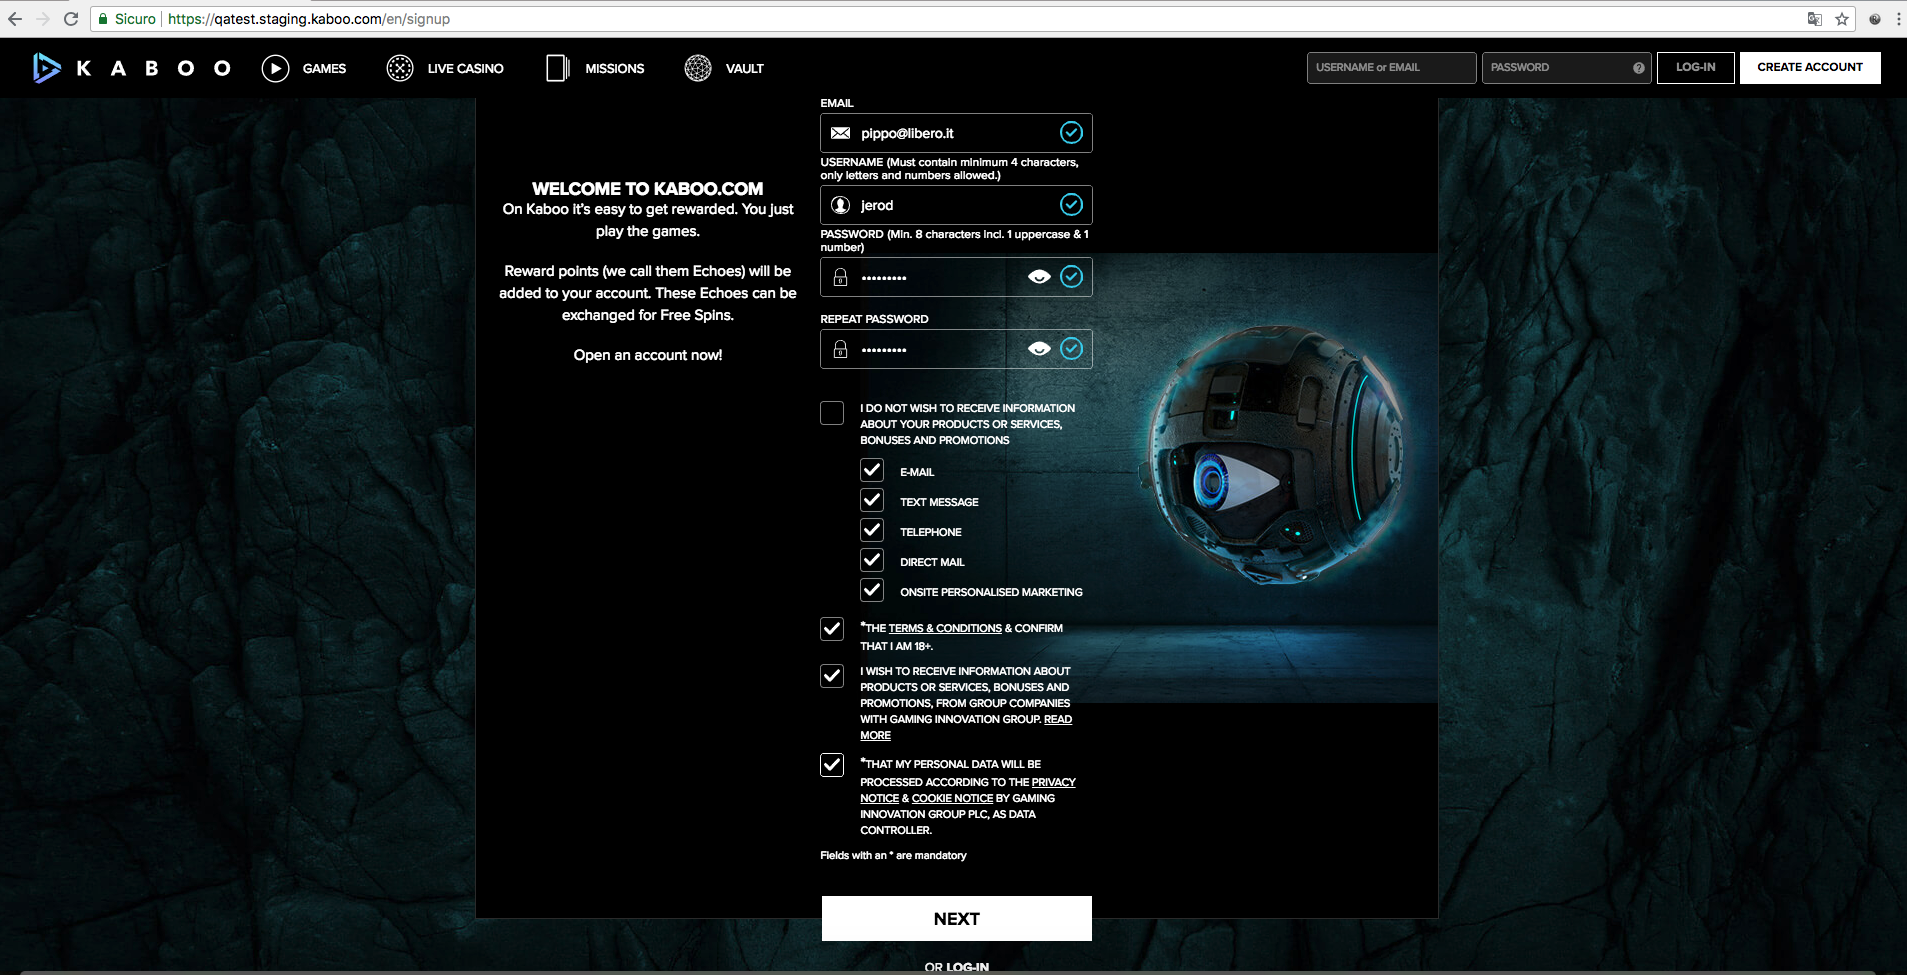 Sicuro https://qatest.staging.kaboo.com/en/signup
KABOO GAMES LIVE CASINO MISSIONS VAULT USERNAME or EMAIL PASSWORD ? LOG-IN CREATE ACCOUNT
WELCOME TO KABOO.COM
On Kaboo it's easy to get rewarded. You just
play the games.
Reward points (we call them Echoes) will be
added to your account. These Echoes can be
exchanged for Free Spins.
Open an account now!
EMAIL
pippo@libero.it
USERNAME (Must contain minimum 4 characters,
only letters and numbers allowed.)
jerod
PASSWORD (Min. 8 characters incl. 1 uppercase & 1
number)
•••••••••
REPEAT PASSWORD
•••••••••
I DO NOT WISH TO RECEIVE INFORMATION
ABOUT YOUR PRODUCTS OR SERVICES,
BONUSES AND PROMOTIONS
E-MAIL
TEXT MESSAGE
TELEPHONE
DIRECT MAIL
ONSITE PERSONALISED MARKETING
*THE TERMS & CONDITIONS & CONFIRM
THAT I AM 18+.
I WISH TO RECEIVE INFORMATION ABOUT
PRODUCTS OR SERVICES, BONUSES AND
PROMOTIONS, FROM GROUP COMPANIES
WITH GAMING INNOVATION GROUP. READ
MORE
*THAT MY PERSONAL DATA WILL BE
PROCESSED ACCORDING TO THE PRIVACY
NOTICE & COOKIE NOTICE BY GAMING
INNOVATION GROUP PLC, AS DATA
CONTROLLER.
Fields with an * are mandatory
NEXT
OR LOG-IN